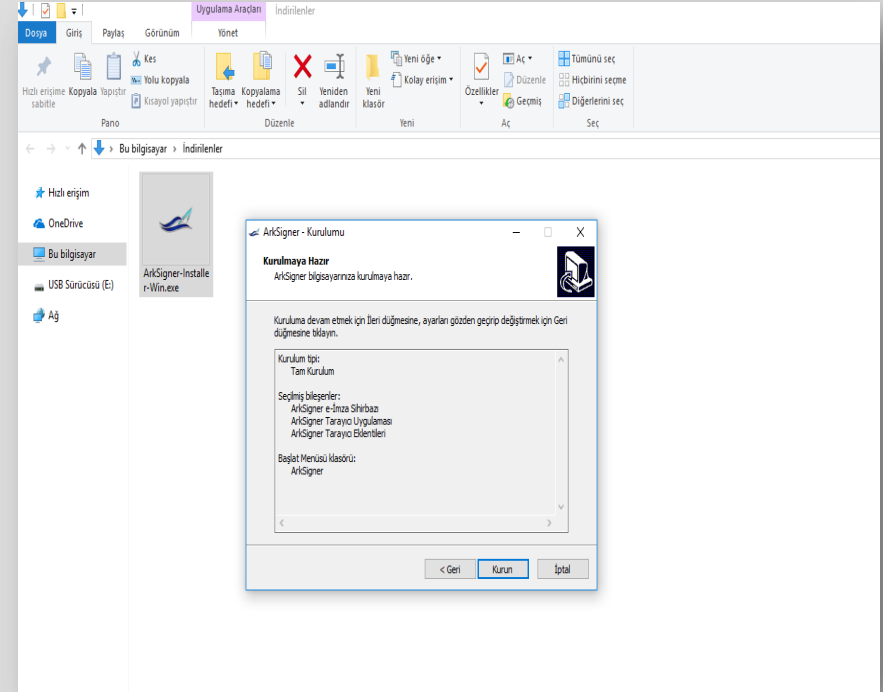 Uygulama Araçları
İndirilenler
Dosya
Giriş
Paylaş
Görünüm
Yönet
Hızlı erişime
sabitle
Kopyala
Yapıştır
Kes
Yolu kopyala
Kısayol yapıştır
Pano
Taşıma
hedefi
Kopyalama
hedefi
Sil
Yeniden
adlandır
Düzenle
Yeni
klasör
Yeni öğe
Kolay erişim
Yeni
Özellikler
Aç
Düzenle
Geçmiş
Aç
Tümünü seç
Hiçbirini seçme
Diğerlerini seç
Seç
Bu bilgisayar › İndirilenler
Hızlı erişim
OneDrive
Bu bilgisayar
USB Sürücüsü (E:)
Ağ
ArkSigner-Installe
r-Win.exe
ArkSigner - Kurulumu
Kurulmaya Hazır
ArkSigner bilgisayarınıza kurulmaya hazır.
Kuruluma devam etmek için İleri düğmesine, ayarları gözden geçirip değiştirmek için Geri
düğmesine tıklayın.
Kurulum tipi:
Tam Kurulum
Seçilmiş bileşenler:
ArkSigner e-İmza Sihirbazı
ArkSigner Tarayıcı Uygulaması
ArkSigner Tarayıcı Eklentileri
Başlat Menüsü klasörü:
ArkSigner
< Geri
Kurun
İptal